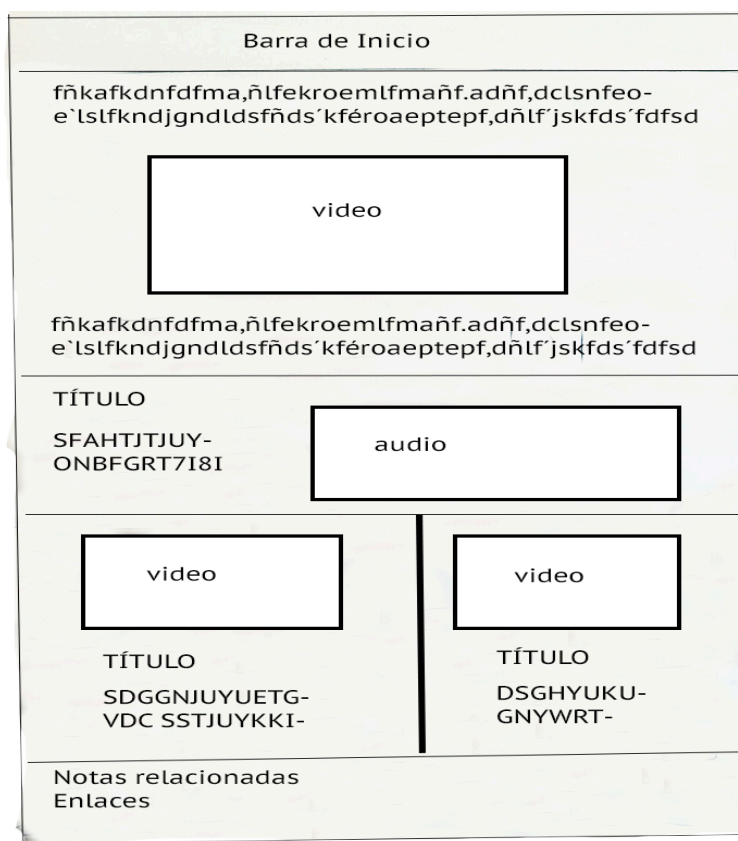 Barra de Inicio
fñkafkdnfdfma,ñlfekroemlfmañf.adñf,dclsnfeo-
e`lslfkndjgndldsfñds´kféroaeptepf,dñlf´jskfds´fdfsd
video
fñkafkdnfdfma,ñlfekroemlfmañf.adñf,dclsnfeo-
e`lslfkndjgndldsfñds´kféroaeptepf,dñlf´jskfds´fdfsd
TÍTULO
SFAHTJTJUY-
ONBFGRT7I8I
audio
video
TÍTULO
SDGGNJUYUETG-
VDC SSTJUYKKI-
video
TÍTULO
DSGHYUKU-
GNYWRT-
Notas relacionadas
Enlaces